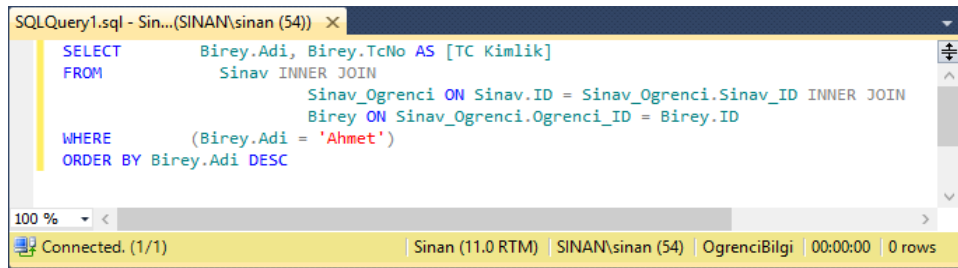 SQLQuery1.sql - Sin...(SINAN\sinan (54))
SELECT Birey.Adi, Birey.TcNo AS [TC Kimlik]
FROM Sinav INNER JOIN
Sinav_Ogrenci ON Sinav.ID = Sinav_Ogrenci.Sinav_ID INNER JOIN
Birey ON Sinav_Ogrenci.Ogrenci_ID = Birey.ID
WHERE (Birey.Adi = 'Ahmet')
ORDER BY Birey.Adi DESC
100 %
Connected. (1/1) Sinan (11.0 RTM) SINAN\sinan (54) OgrenciBilgi 00:00:00 0 rows